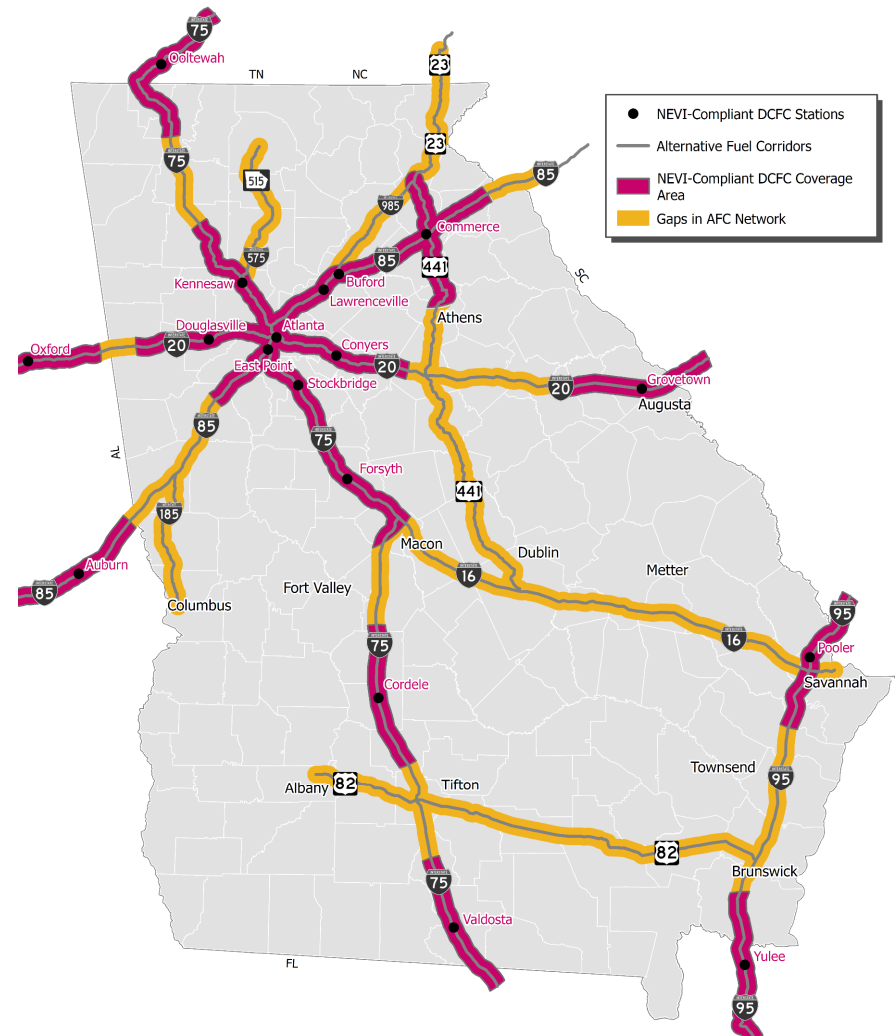 75
Ooltewah
TN
NC
23
23
75
515
985
85
575
NEVI-Compliant DCFC Stations
Alternative Fuel Corridors
NEVI-Compliant DCFC Coverage
Area
Gaps in AFC Network
Commerce
85
441
SC
Kennesaw
Buford
Lawrenceville
Athens
Douglasville
Atlanta
Oxford
20
Conyers
20
East Point
Stockbridge
20
Grovetown
Augusta
85
75
AL
Forsyth
441
185
Macon
Dublin
Auburn
85
Fort Valley
16
Metter
Columbus
95
75
16
Pooler
Cordele
Savannah
Townsend
95
Albany
82
Tifton
82
Brunswick
75
Valdosta
FL
Yulee
95